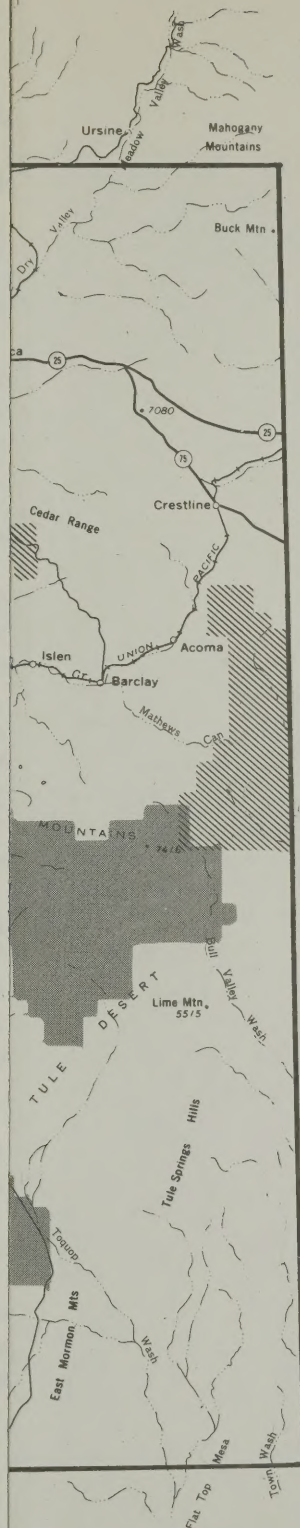 Wash
Valley
Meadow
Ursine
Mahogany
Mountains
Dry Valley
Buck Mtn
ca
25
7080
25
75
Crestline
Cedar Range
UNION PACIFIC
Islen
Acoma
Cr
Barclay
Mathews Can
MOUNTAINS
7416
Bull Valley Wash
TULE DESERT
Lime Mtn
5515
Tule Springs Hills
Toquop Wash
East Mormon Mts
Flat Top Mesa
Town Wash